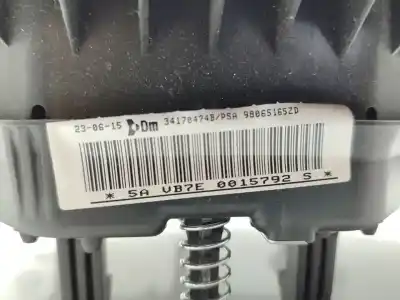 23-06-15 Dm 34170474B/PSA 98065165ZD
* 5A VB7E 0015792 S *